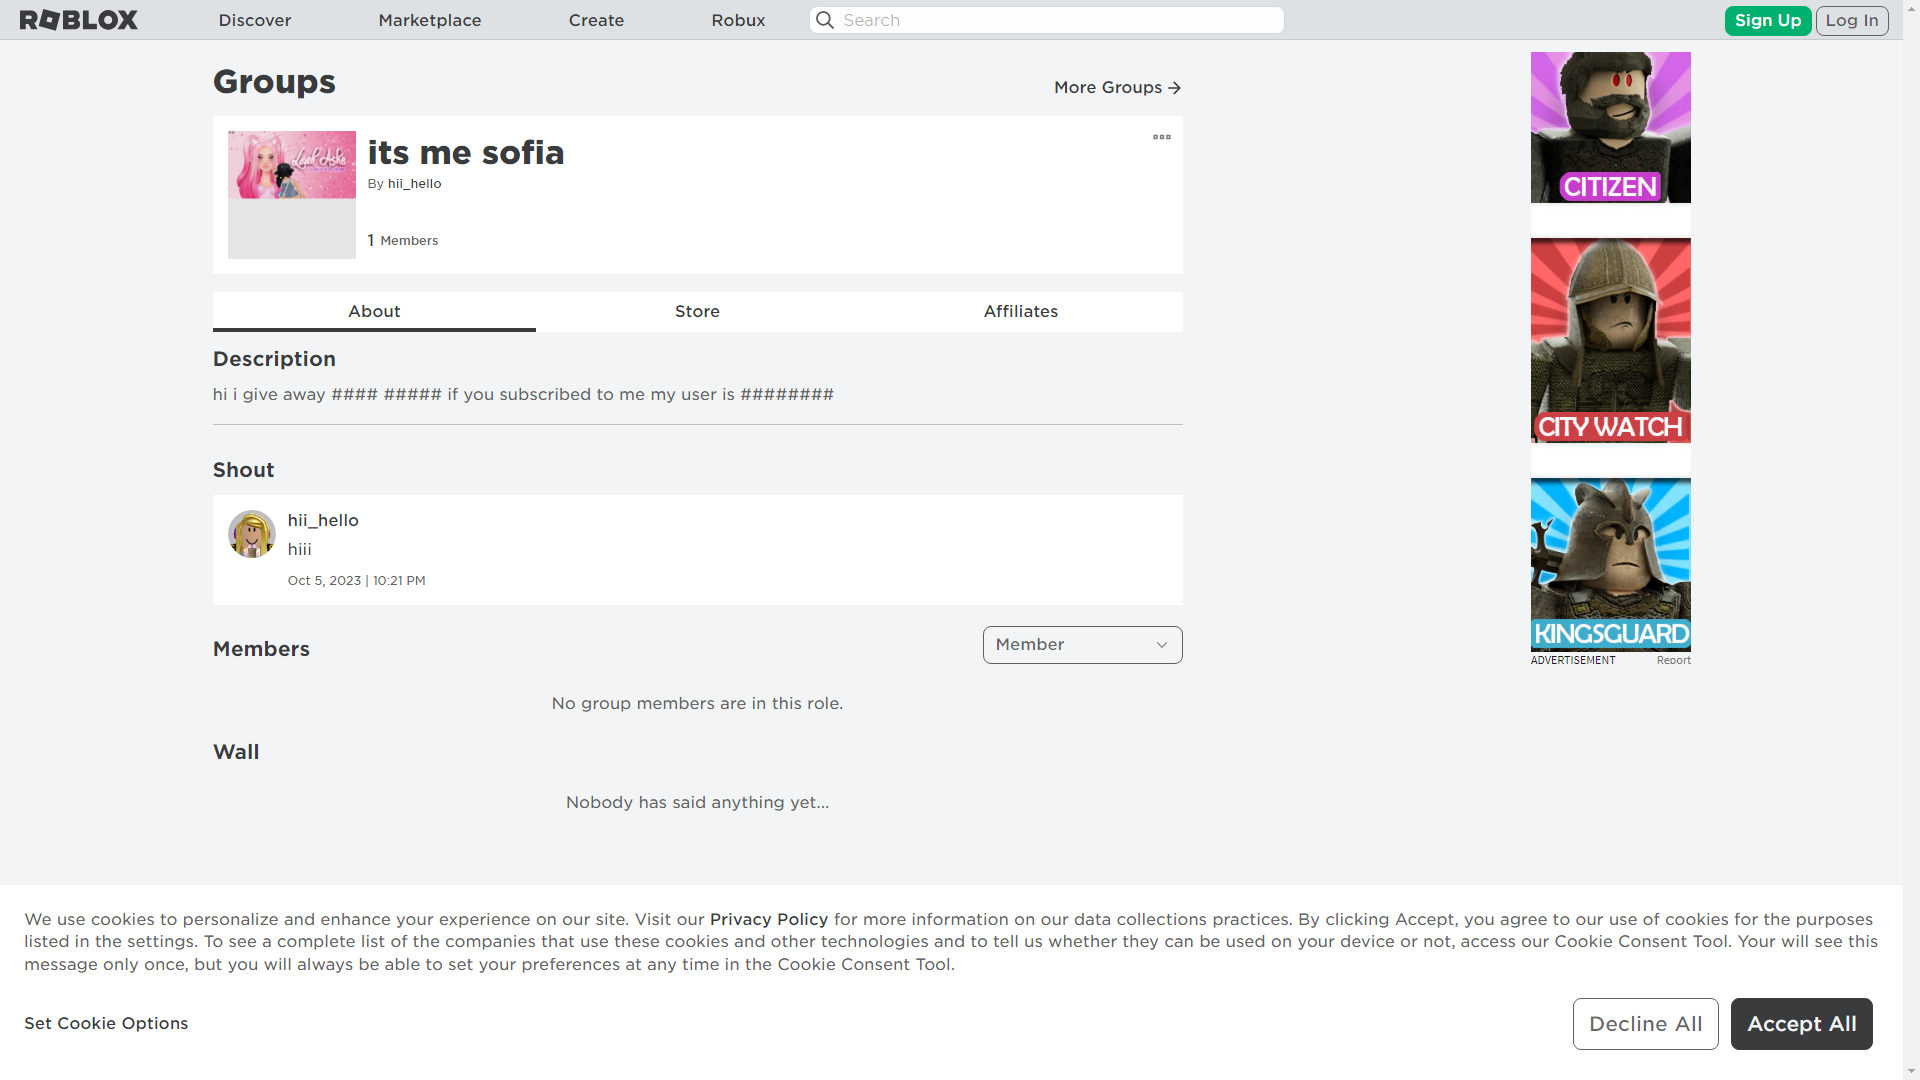 ROBLOX
Discover
Marketplace
Create
Robux
Search
Sign Up
Log In
Groups
More Groups
Leah Ashe
its me sofia
By hii_hello
1 Members
About
Store
Affiliates
Description
hi i give away #### ##### if you subscribed to me my user is ########
Shout
hii_hello
hiii
Oct 5, 2023 | 10:21 PM
Members
Member
No group members are in this role.
Wall
Nobody has said anything yet...
CITIZEN
CITY WATCH
KINGSGUARD
ADVERTISEMENT
Report
We use cookies to personalize and enhance your experience on our site. Visit our Privacy Policy for more information on our data collections practices. By clicking Accept, you agree to our use of cookies for the purposes
listed in the settings. To see a complete list of the companies that use these cookies and other technologies and to tell us whether they can be used on your device or not, access our Cookie Consent Tool. Your will see this
message only once, but you will always be able to set your preferences at any time in the Cookie Consent Tool.
Set Cookie Options
Decline All
Accept All